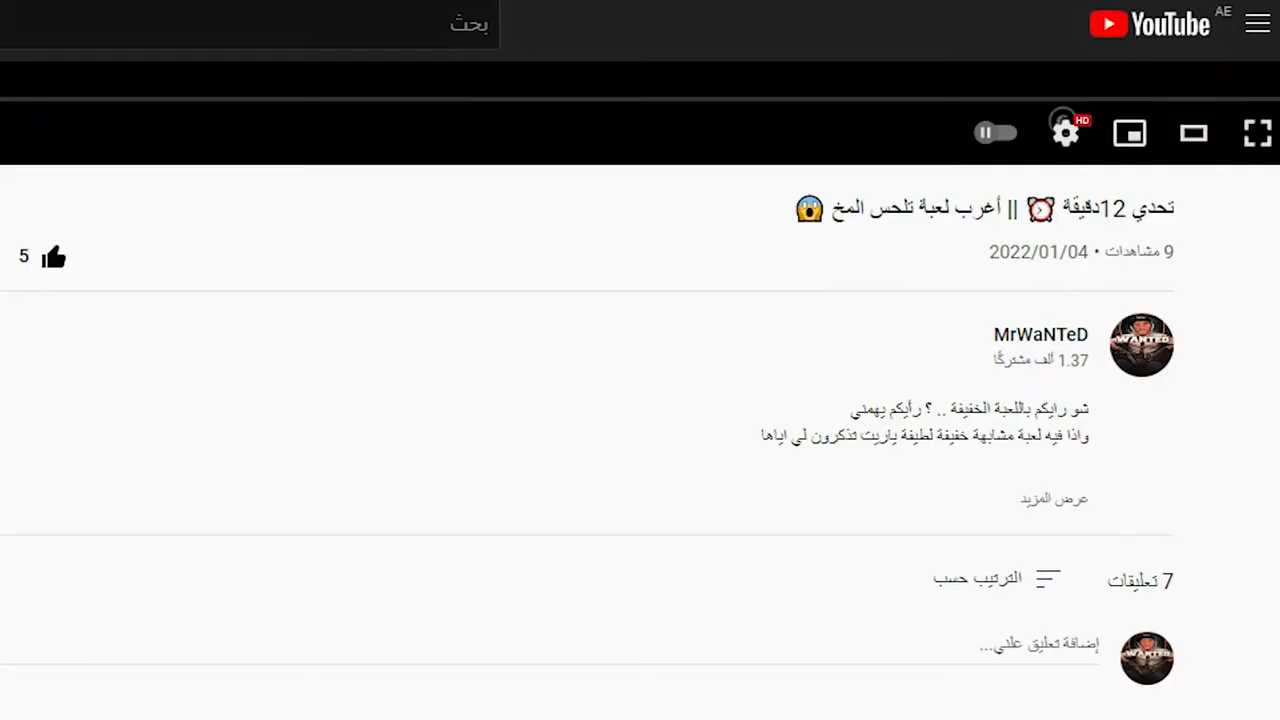 YouTube AE
بحث
HD
تحدي 12دقيقة ⏰ || أغرب لعبة تلحس المخ 😱
9 مشاهدات • 2022/01/04
5
MrWaNTeD
1.37 ألف مشتركًا
شو رايكم باللعبة الخفيفة .. ؟ رأيكم يهمني
واذا فيه لعبة مشابهة خفيفة لطيفة ياريت تذكرون لي اياها
عرض المزيد
7 تعليقات
الترتيب حسب
إضافة تعليق علني...
WANTED
WANTED